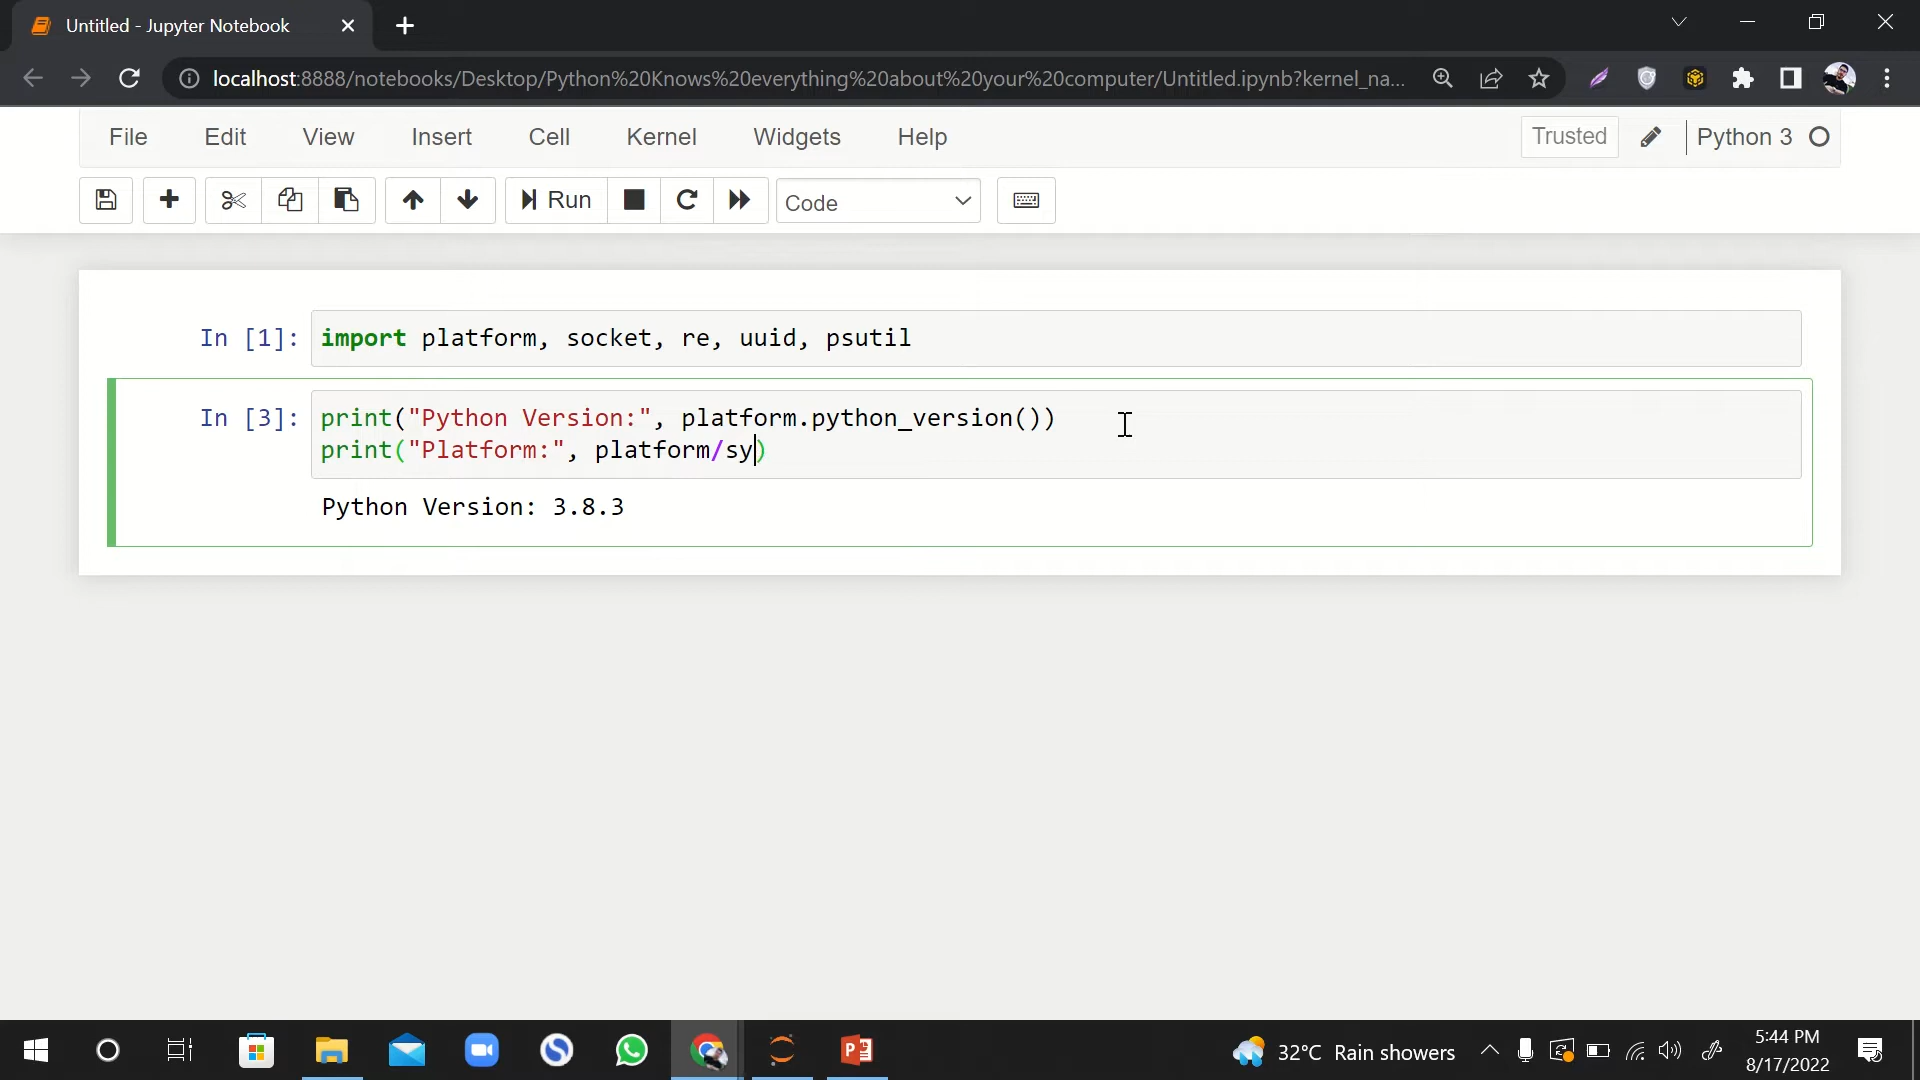 Untitled - Jupyter Notebook
localhost:8888/notebooks/Desktop/Python%20Knows%20everything%20about%20your%20computer/Untitled.ipynb?kernel_na...
File Edit View Insert Cell Kernel Widgets Help Trusted Python 3
Run Code
In [1]: import platform, socket, re, uuid, psutil
In [3]: print("Python Version:", platform.python_version())
print("Platform:", platform/sy)
Python Version: 3.8.3
32°C Rain showers
5:44 PM
8/17/2022